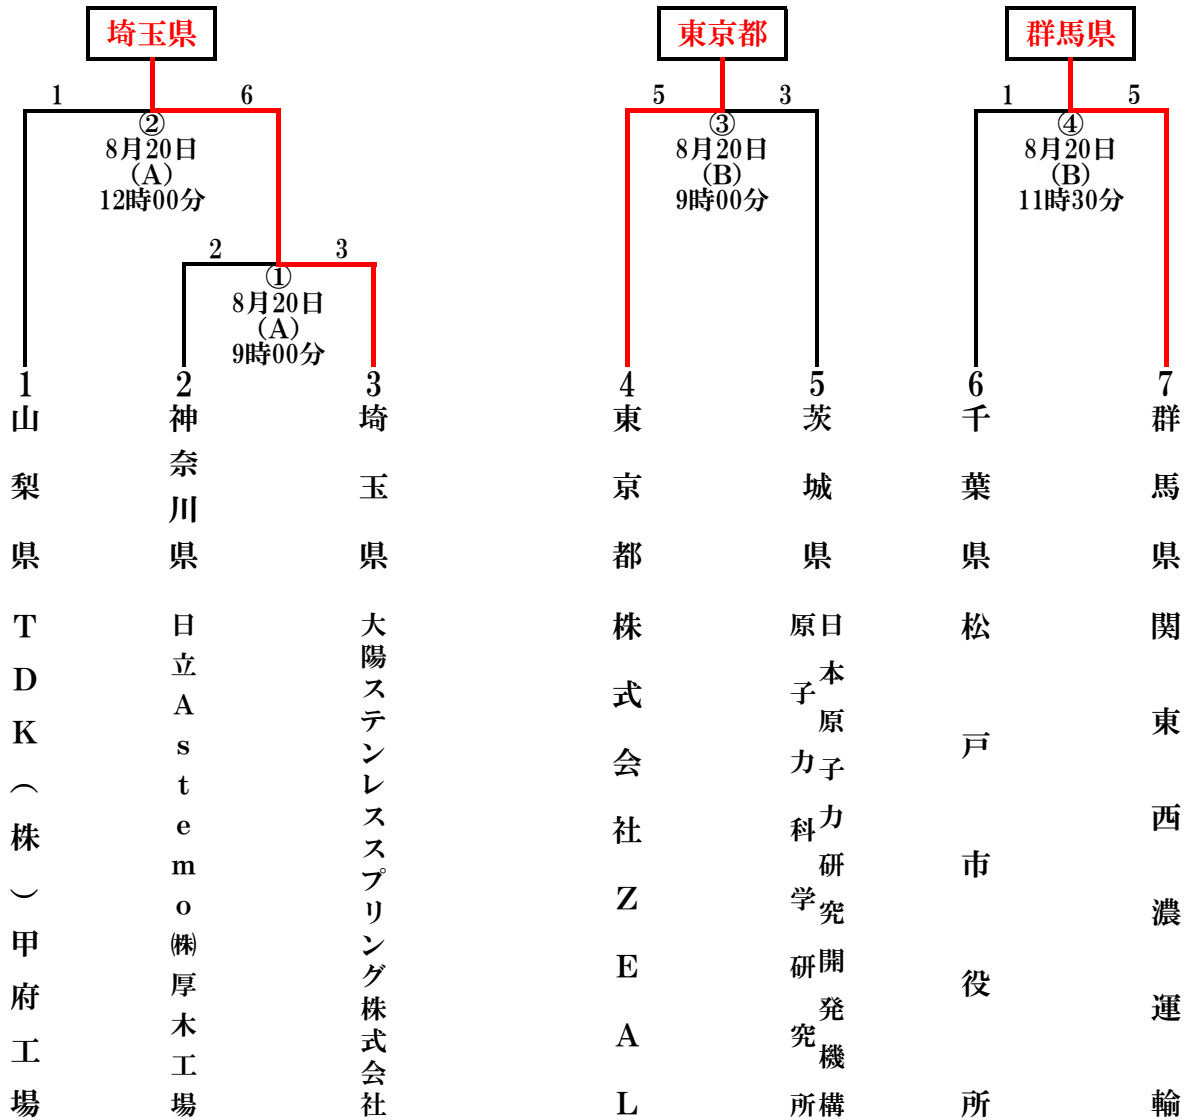 埼玉県
東京都
群馬県
1
6
5
3
1
5
②
8月20日
（A）
12時00分
③
8月20日
（B）
9時00分
④
8月20日
（B）
11時30分
2
3
①
8月20日
（A）
9時00分
1
山梨県
TDK（株）甲府工場
2
神奈川県
日立Astemo㈱厚木工場
3
埼玉県
大陽ステンレススプリング株式会社
4
東京都
株式会社ZEAL
5
茨城県
日本原子力研究開発機構
原子力科学研究所
6
千葉県
松戸市役所
7
群馬県
関東西濃運輸